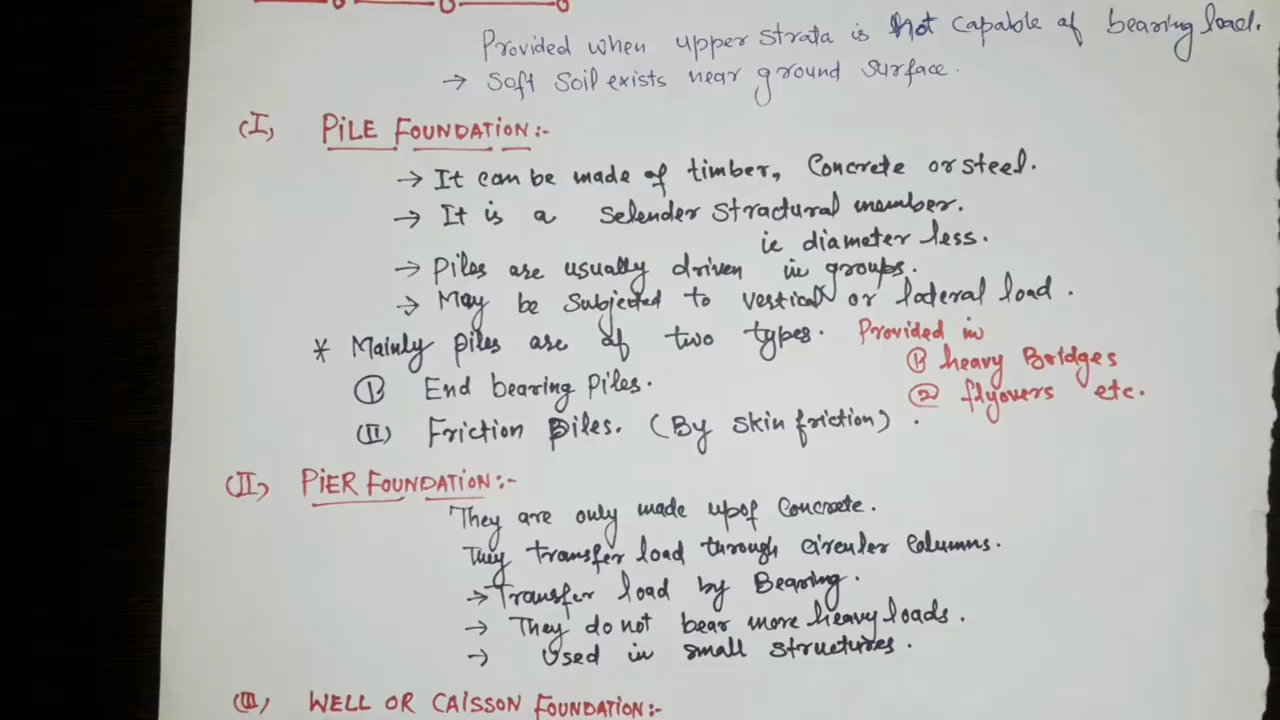 Provided when upper strata is not capable of bearing load.
→ Soft Soil exists near ground surface.
(I) PiLE FOUNDATION:-
→ It can be made of timber, Concrete or steel.
→ It is a Selender Stractural member.
ie diameter less.
→ Piles are usually driven in groups.
→ May be Subjected to vertical or lateral load.
* Mainly piles are of two types. Provided in
① heavy Bridges
① End bearing Piles.
② flyovers etc.
(II) Friction Piles. (By skin friction).
(II) PiER FOUNDATION:-
They are only made upof Concrete.
They transfer load through circuler Columns.
→ Transfer load by Bearing.
→ They do not bear more heavy loads.
→ Used in small structures.
(III) WELL OR CAISSON FOUNDATION:-